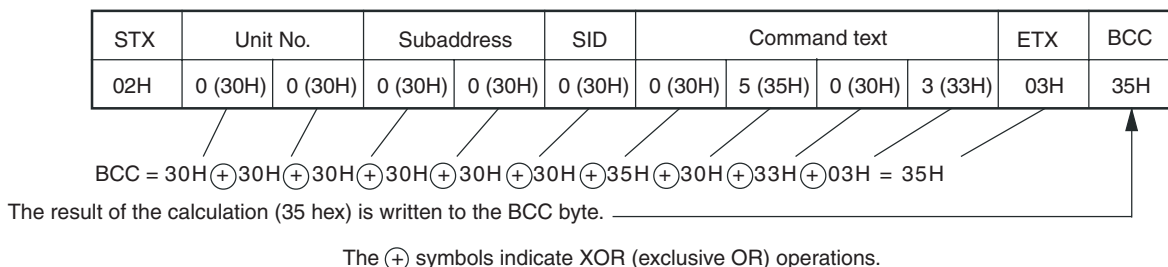 STX Unit No. Subaddress SID Command text ETX BCC
02H 0 (30H) 0 (30H) 0 (30H) 0 (30H) 0 (30H) 0 (30H) 5 (35H) 0 (30H) 3 (33H) 03H 35H
BCC = 30H⊕30H⊕30H⊕30H⊕30H⊕30H⊕35H⊕30H⊕33H⊕03H = 35H
The result of the calculation (35 hex) is written to the BCC byte.
The ⊕ symbols indicate XOR (exclusive OR) operations.